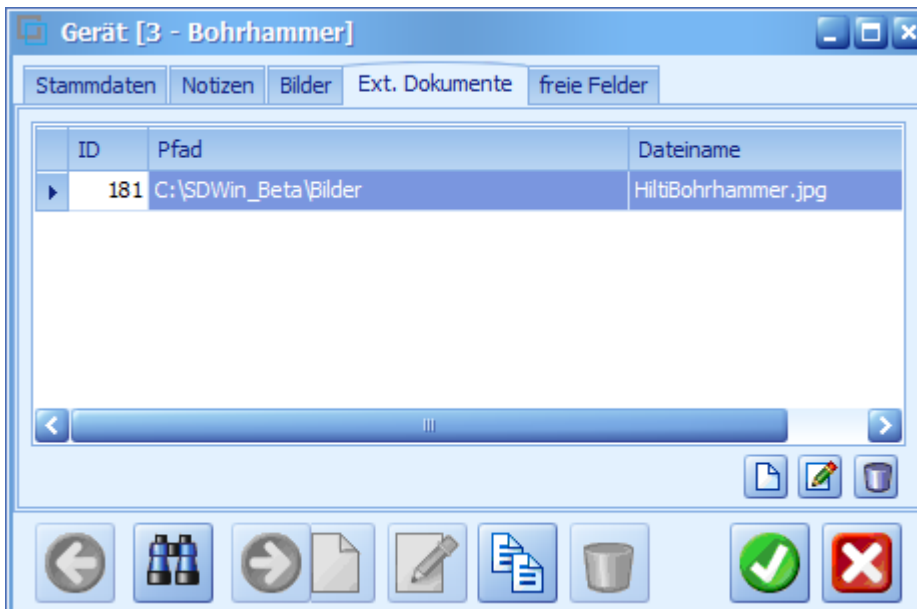 Gerät [3 - Bohrhammer]
Stammdaten Notizen Bilder Ext. Dokumente freie Felder
ID Pfad Dateiname
181 C:\SDWin_Beta\Bilder HiltiBohrhammer.jpg